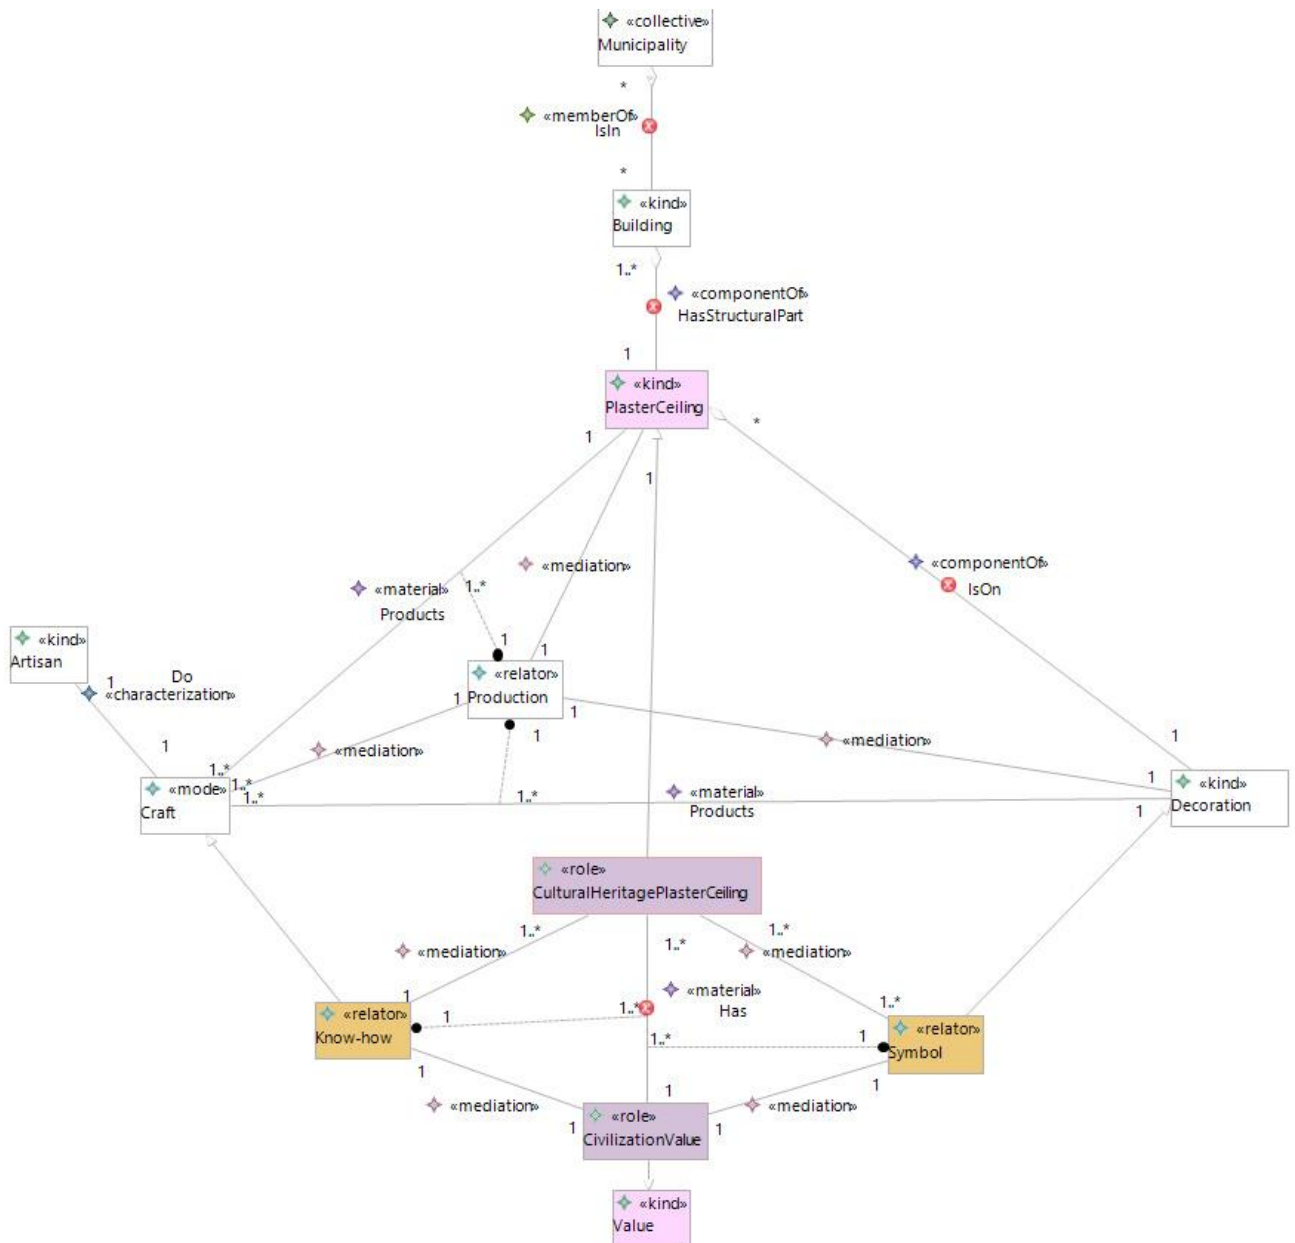 «collective»
Municipality
*
«memberOf»
IsIn
*
«kind»
Building
1..*
«componentOf»
HasStructuralPart
1
«kind»
PlasterCeiling
*
1
1
«mediation»
«componentOf»
IsOn
«material»
Products
1..*
«kind»
Artisan
1
Do
«characterization»
1
1
«relator»
Production
1
1
1
«mediation»
«mediation»
1
1
1..*
1..*
1..*
«mode»
Craft
1..*
«material»
Products
1
1
«kind»
Decoration
1
«role»
CulturalHeritagePlasterCeiling
1..*
1..*
1..*
«mediation»
«mediation»
«material»
Has
1
1..*
1..*
«relator»
Know-how
1
1..*
1
«relator»
Symbol
1
1
1
«mediation»
«mediation»
1
1
«role»
CivilizationValue
«kind»
Value